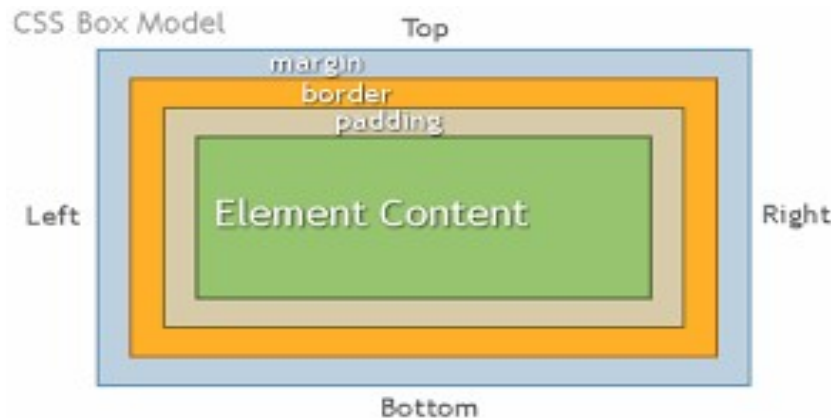 CSS Box Model
Top
margin
border
padding
Left
Element Content
Right
Bottom